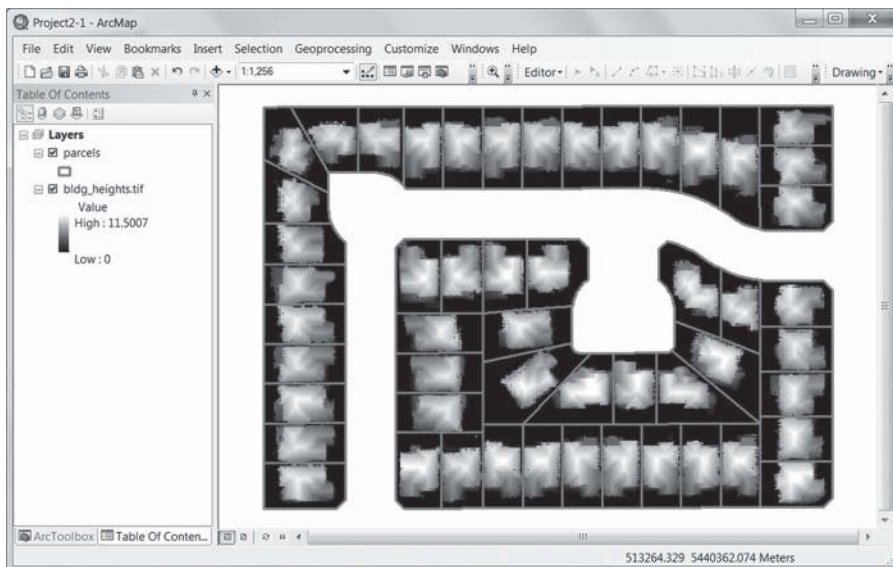 Project2-1 - ArcMap
File Edit View Bookmarks Insert Selection Geoprocessing Customize Windows Help
1:1,256 Editor Drawing
Table Of Contents
Layers
parcels
bldg_heights.tif
Value
High : 11.5007
Low : 0
ArcToolbox Table Of Conten...
513264.329 5440362.074 Meters